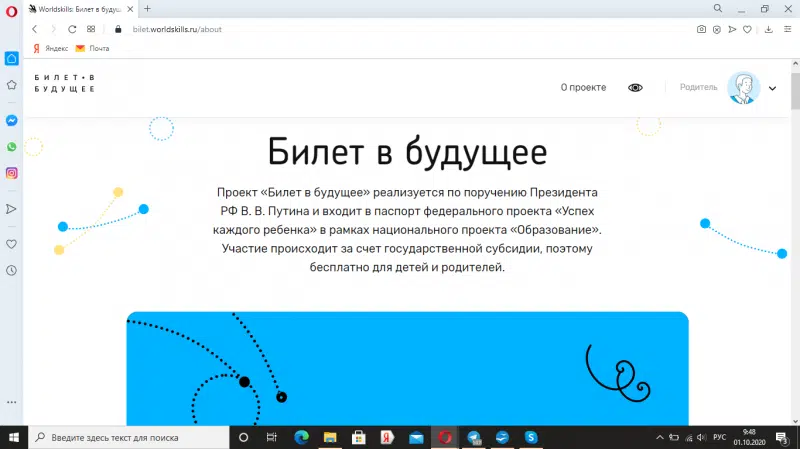 Worldskills: Билет в будущ
bilet.worldskills.ru/about
Яндекс
Почта
БИЛЕТ•В
БУДУЩЕЕ
О проекте
Родитель
Билет в будущее
Проект «Билет в будущее» реализуется по поручению Президента
РФ В. В. Путина и входит в паспорт федерального проекта «Успех
каждого ребенка» в рамках национального проекта «Образование».
Участие происходит за счет государственной субсидии, поэтому
бесплатно для детей и родителей.
Введите здесь текст для поиска
РУС
9:48
01.10.2020